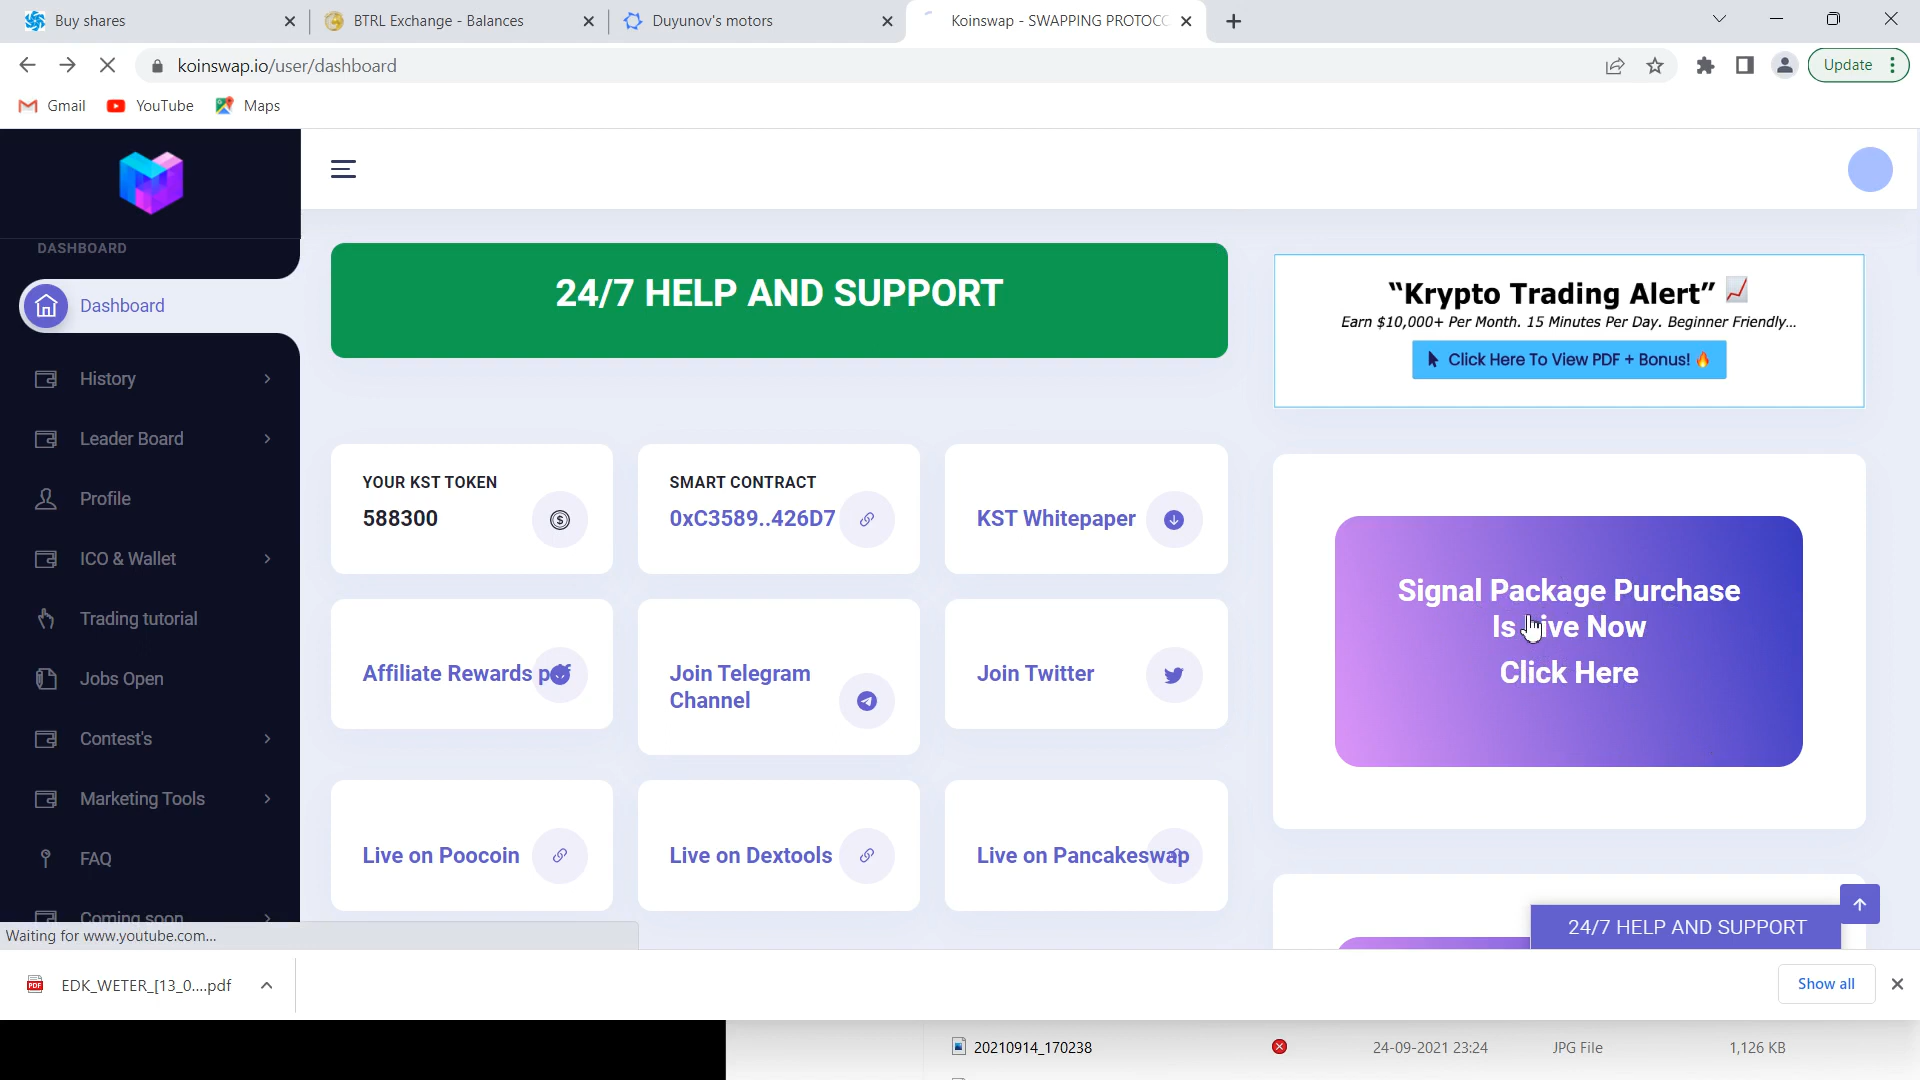 Buy shares
BTRL Exchange - Balances
Duyunov's motors
Koinswap - SWAPPING PROTOCO
koinswap.io/user/dashboard
Update
Gmail
YouTube
Maps
DASHBOARD
Dashboard
History
Leader Board
Profile
ICO & Wallet
Trading tutorial
Jobs Open
Contest's
Marketing Tools
FAQ
Coming soon
24/7 HELP AND SUPPORT
"Krypto Trading Alert"
Earn $10,000+ Per Month. 15 Minutes Per Day. Beginner Friendly...
Click Here To View PDF + Bonus!
YOUR KST TOKEN
588300
SMART CONTRACT
0xC3589..426D7
KST Whitepaper
Affiliate Rewards
Join Telegram
Channel
Join Twitter
Live on Poocoin
Live on Dextools
Live on Pancakeswap
Signal Package Purchase
Is Live Now
Click Here
24/7 HELP AND SUPPORT
Waiting for www.youtube.com...
PDF
EDK_WETER_[13_0....pdf
Show all
20210914_170238
24-09-2021 23:24
JPG File
1,126 KB